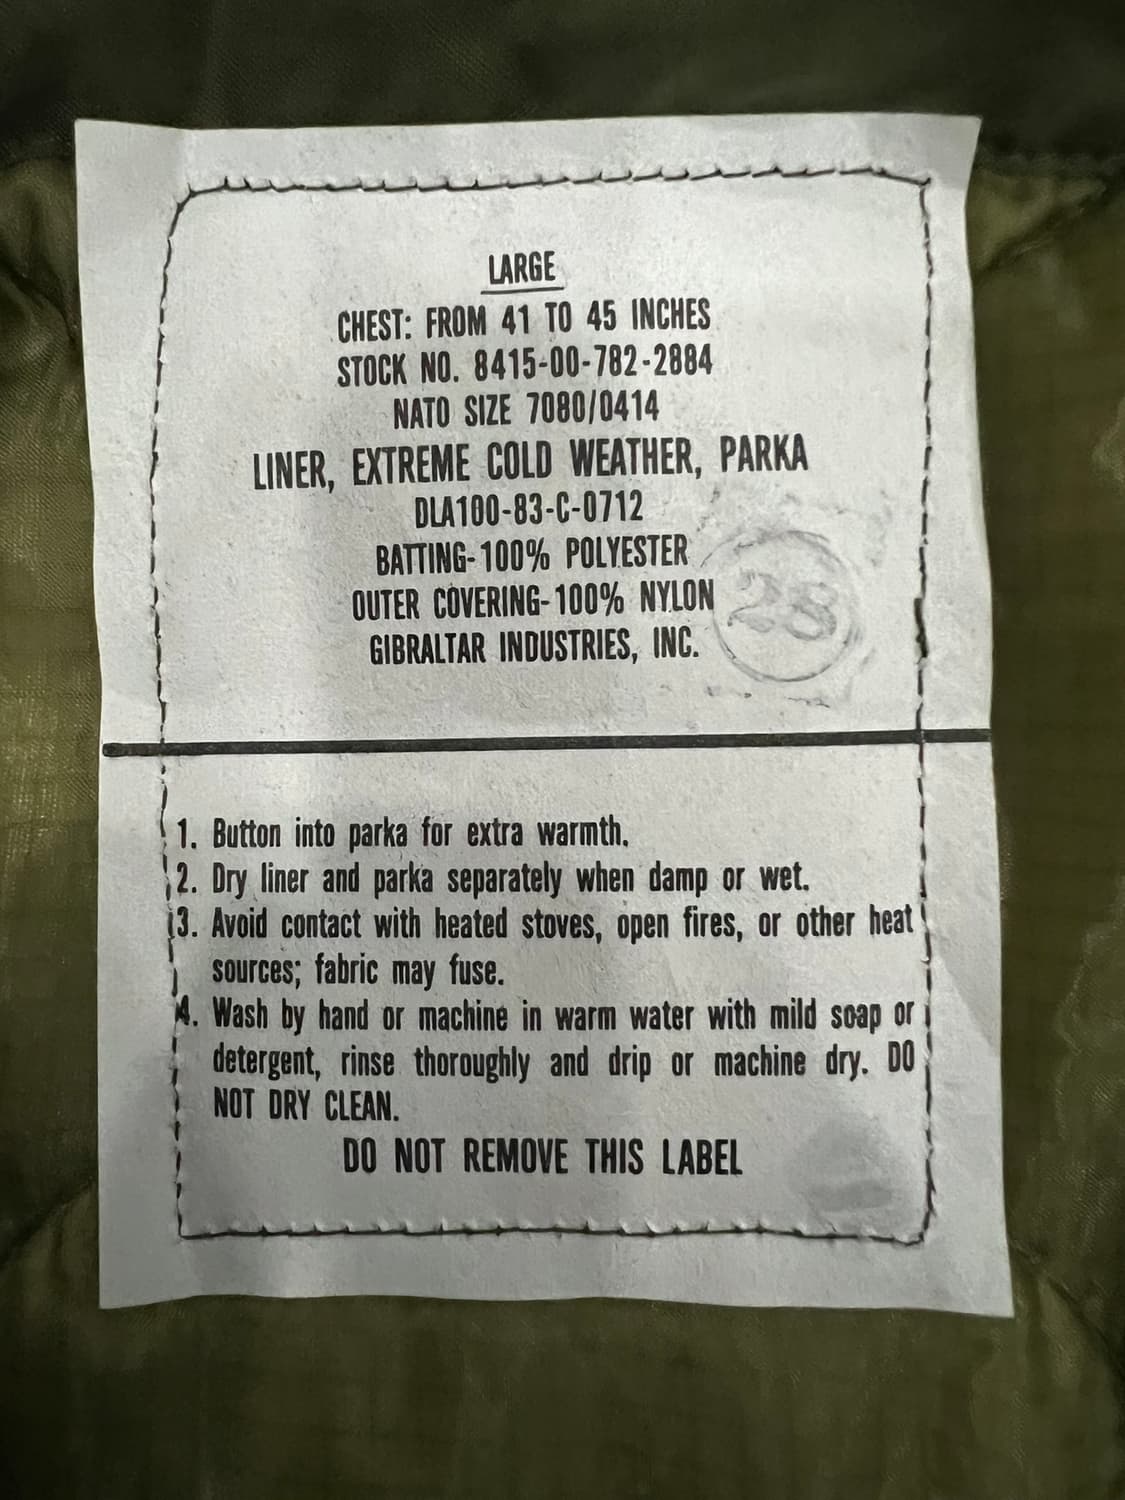 LARGE
CHEST: FROM 41 TO 45 INCHES
STOCK NO. 8415-00-782-2884
NATO SIZE 7080/0414
LINER, EXTREME COLD WEATHER, PARKA
DLA100-83-C-0712
BATTING-100% POLYESTER
OUTER COVERING-100% NYLON
28
GIBRALTAR INDUSTRIES, INC.
1. Button into parka for extra warmth.
2. Dry liner and parka separately when damp or wet.
3. Avoid contact with heated stoves, open fires, or other heat
sources; fabric may fuse.
4. Wash by hand or machine in warm water with mild soap or
detergent, rinse thoroughly and drip or machine dry. DO
NOT DRY CLEAN.
DO NOT REMOVE THIS LABEL